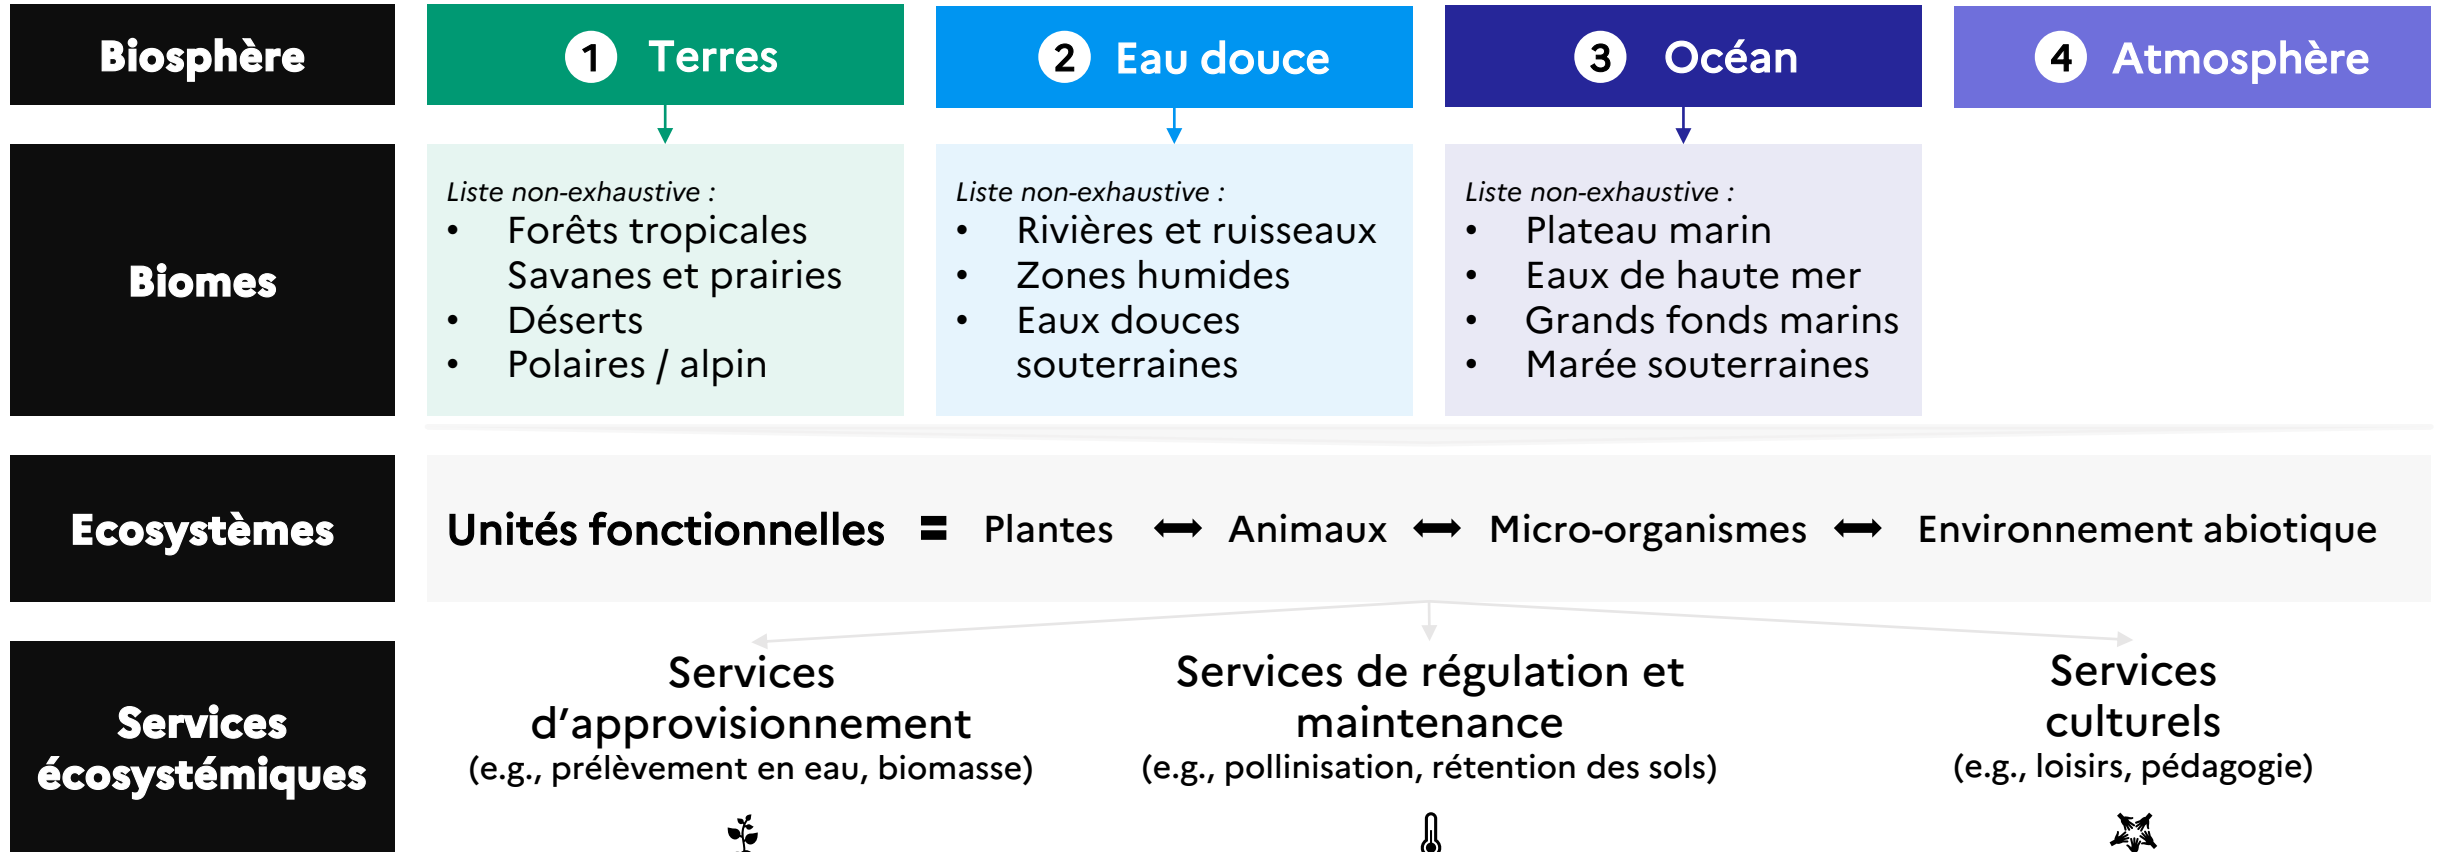 Biosphère
1 Terres
2 Eau douce
3 Océan
4 Atmosphère
Biomes
Liste non-exhaustive :
• Forêts tropicales
Savanes et prairies
• Déserts
• Polaires / alpin
Liste non-exhaustive :
• Rivières et ruisseaux
• Zones humides
• Eaux douces
souterraines
Liste non-exhaustive :
• Plateau marin
• Eaux de haute mer
• Grands fonds marins
• Marée souterraines
Ecosystèmes
Unités fonctionnelles = Plantes ↔ Animaux ↔ Micro-organismes ↔ Environnement abiotique
Services
écosystémiques
Services
d’approvisionnement
(e.g., prélèvement en eau, biomasse)
Services de régulation et
maintenance
(e.g., pollinisation, rétention des sols)
Services
culturels
(e.g., loisirs, pédagogie)